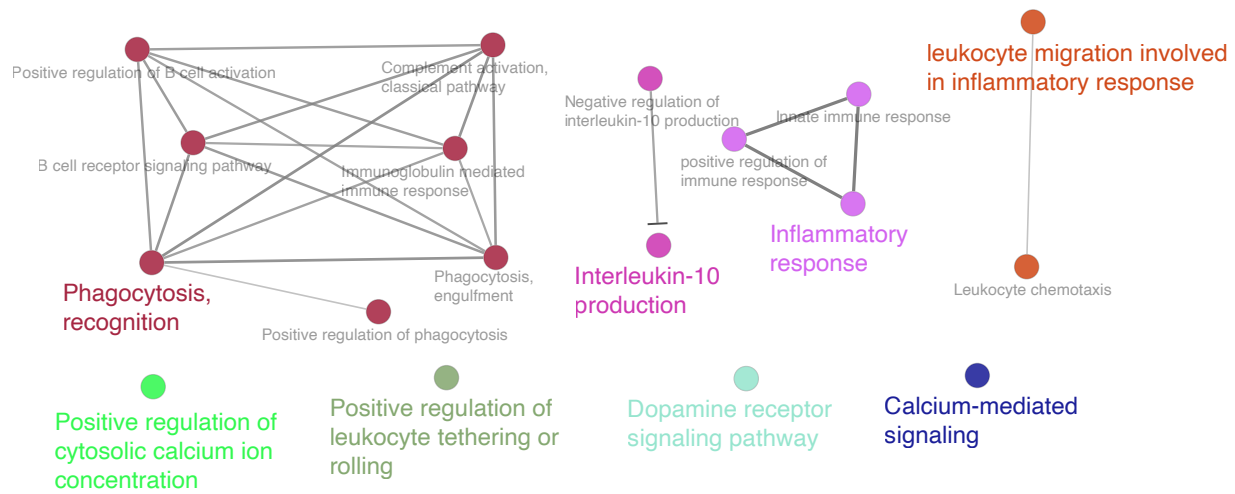 Positive regulation of B cell activation
Complement activation,
classical pathway
B cell receptor signaling pathway
Immunoglobulin mediated
immune response
Phagocytosis,
recognition
Phagocytosis,
engulfment
Positive regulation of phagocytosis
Negative regulation of
interleukin-10 production
Interleukin-10
production
Innate immune response
positive regulation of
immune response
Inflammatory
response
leukocyte migration involved
in inflammatory response
Leukocyte chemotaxis
Positive regulation of
cytosolic calcium ion
concentration
Positive regulation of
leukocyte tethering or
rolling
Dopamine receptor
signaling pathway
Calcium-mediated
signaling